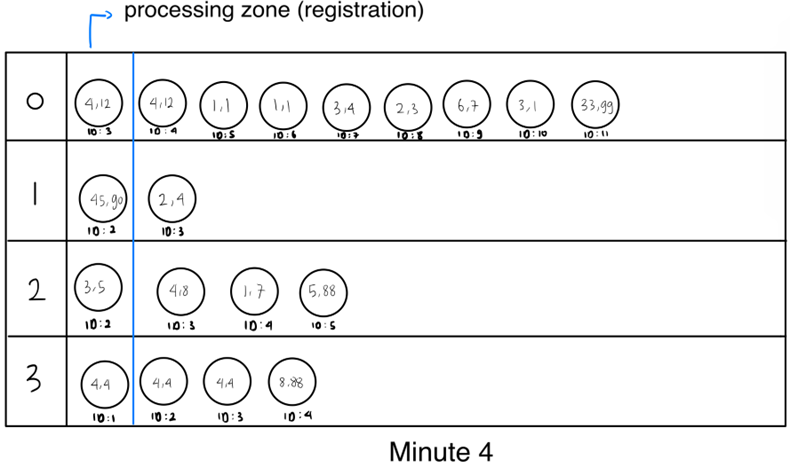 processing zone (registration)
0 4,12 4,12 1,1 1,1 3,4 2,3 6,7 3,1 33,99
10:3 10:4 10:5 10:6 10:7 10:8 10:9 10:10 10:11
1 45,90 2,4
10:2 10:3
2 3,5 4,8 1,7 5,88
10:2 10:3 10:4 10:5
3 4,4 4,4 4,4 8,88
10:1 10:2 10:3 10:4
Minute 4